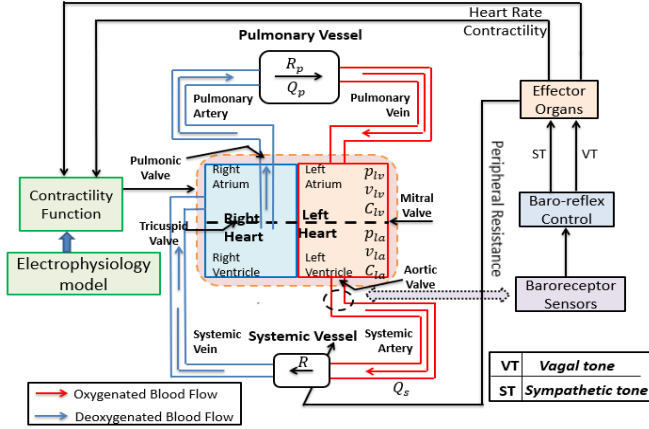 Heart Rate
Contractility
Pulmonary Vessel
R_p
Q_p
Pulmonary
Artery
Pulmonary
Vein
Effector
Organs
ST
VT
Pulmonic
Valve
Right
Atrium
Left
Atrium
p_lv
v_lv
C_lv
Mitral
Valve
Peripheral Resistance
Baro-reflex
Control
Contractility
Function
Tricuspid
Valve
Right
Heart
Left
Heart
p_la
v_la
C_la
Right
Ventricle
Left
Ventricle
Aortic
Valve
Electrophysiology
model
Baroreceptor
Sensors
Systemic
Vein
Systemic Vessel
R
Systemic
Artery
Q_s
VT Vagal tone
ST Sympathetic tone
Oxygenated Blood Flow
Deoxygenated Blood Flow